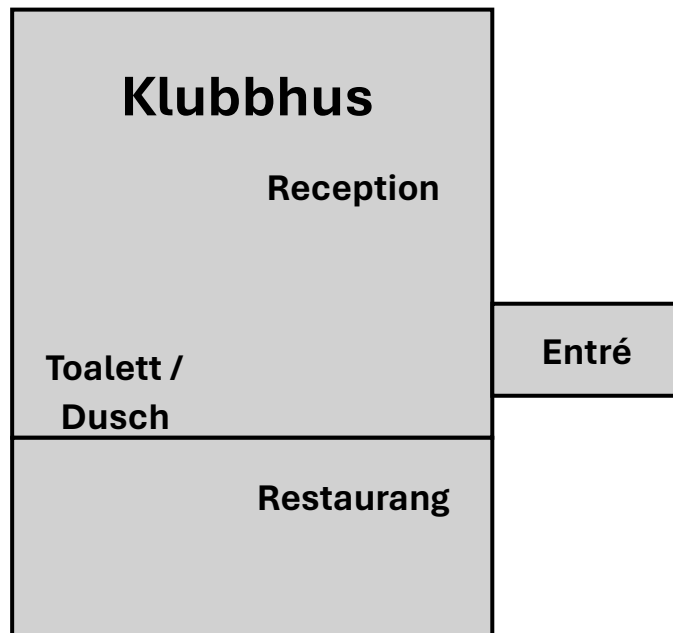 Klubbhus
Reception
Entré
Toalett /
Dusch
Restaurang